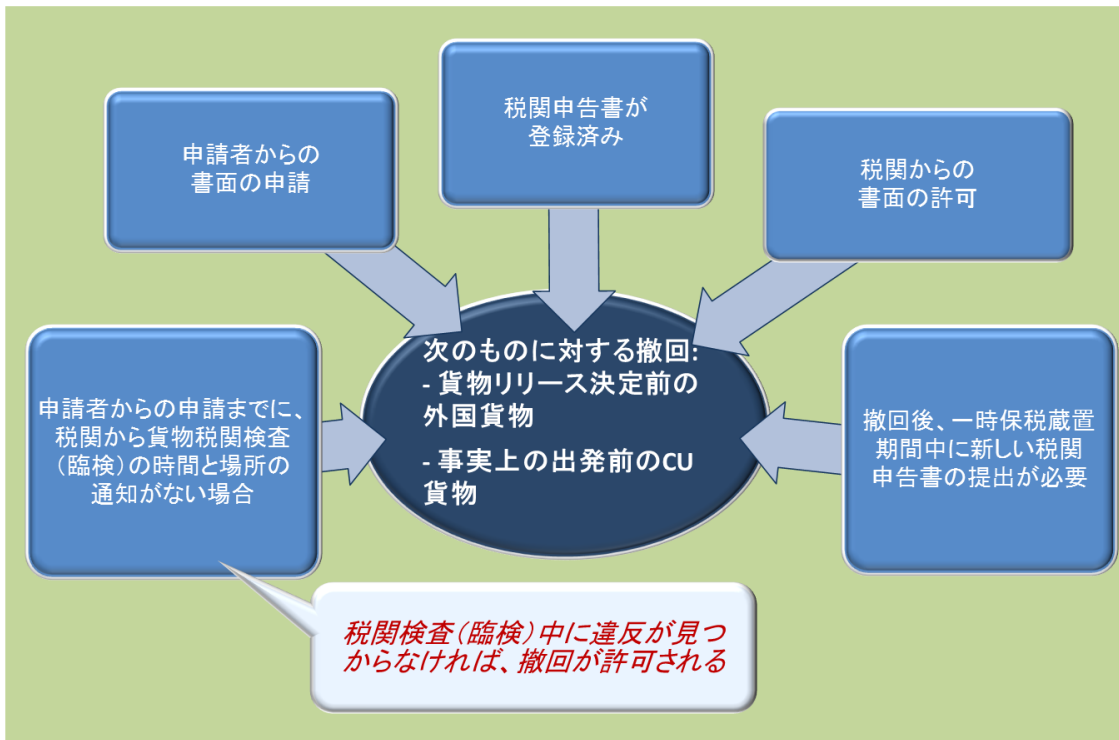 申請者からの
書面の申請
税関申告書が
登録済み
税関からの
書面の許可
申請者からの申請までに、
税関から貨物税関検査
（臨検）の時間と場所の
通知がない場合
次のものに対する撤回:
- 貨物リリース決定前の
外国貨物
- 事実上の出発前のCU
貨物
撤回後、一時保税蔵置
期間中に新しい税関
申告書の提出が必要
税関検査（臨検）中に違反が見つ
からなければ、撤回が許可される